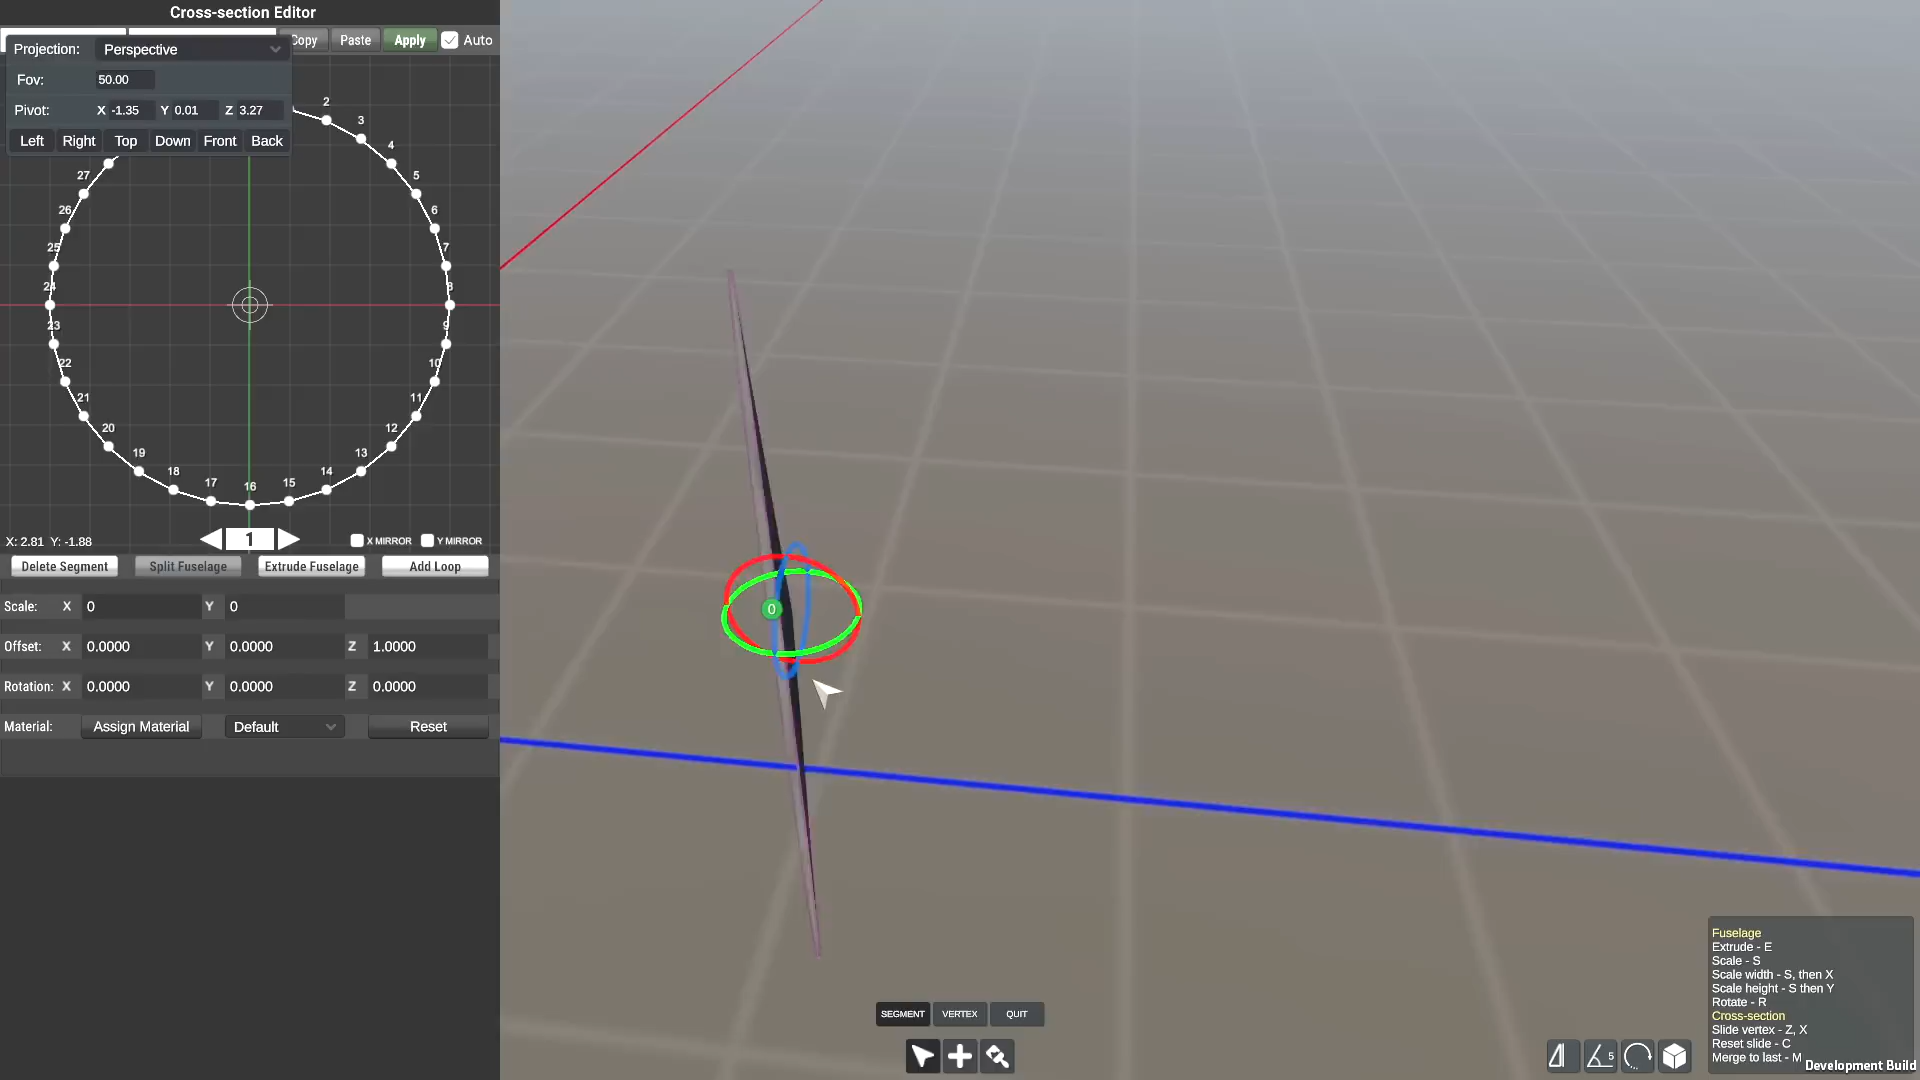 Cross-section Editor
Copy Paste Apply Auto
Projection: Perspective
Fov: 50.00
Pivot: X -1.35 Y 0.01 Z 3.27
Left Right Top Down Front Back
2
3
4
5
6
7
8
9
10
11
12
13
14
15
16
17
18
19
20
21
22
23
24
25
26
27
X: 2.81 Y: -1.88
1
X MIRROR Y MIRROR
Delete Segment Split Fuselage Extrude Fuselage Add Loop
Scale: X 0 Y 0
Offset: X 0.0000 Y 0.0000 Z 1.0000
Rotation: X 0.0000 Y 0.0000 Z 0.0000
Material: Assign Material Default Reset
0
SEGMENT VERTEX QUIT
5
Fuselage
Extrude - E
Scale - S
Scale width - S, then X
Scale height - S then Y
Rotate - R
Cross-section
Slide vertex - Z, X
Reset slide - C
Merge to last - M
Development Build